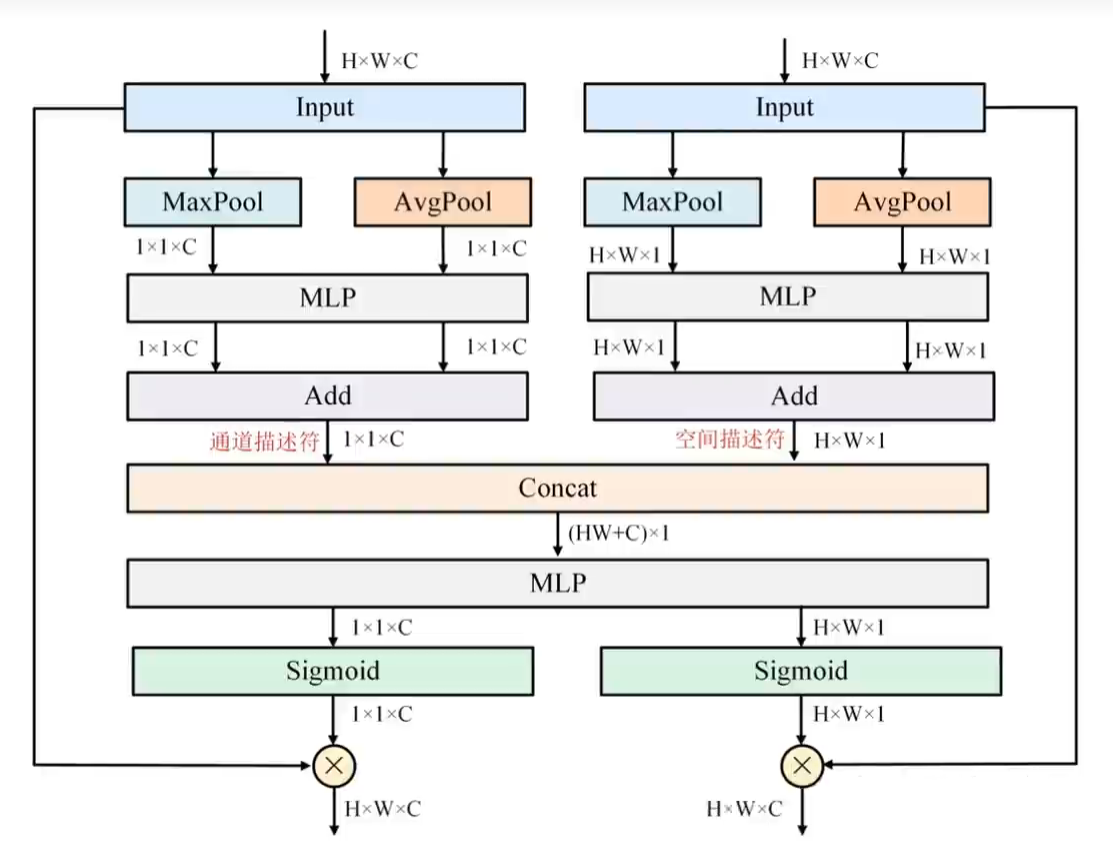 H×W×C
H×W×C
Input
Input
MaxPool
AvgPool
MaxPool
AvgPool
1×1×C
1×1×C
H×W×1
H×W×1
MLP
MLP
1×1×C
1×1×C
H×W×1
H×W×1
Add
Add
通道描述符
1×1×C
空间描述符
H×W×1
Concat
(HW+C)×1
MLP
1×1×C
H×W×1
Sigmoid
Sigmoid
1×1×C
H×W×1
×
×
H×W×C
H×W×C